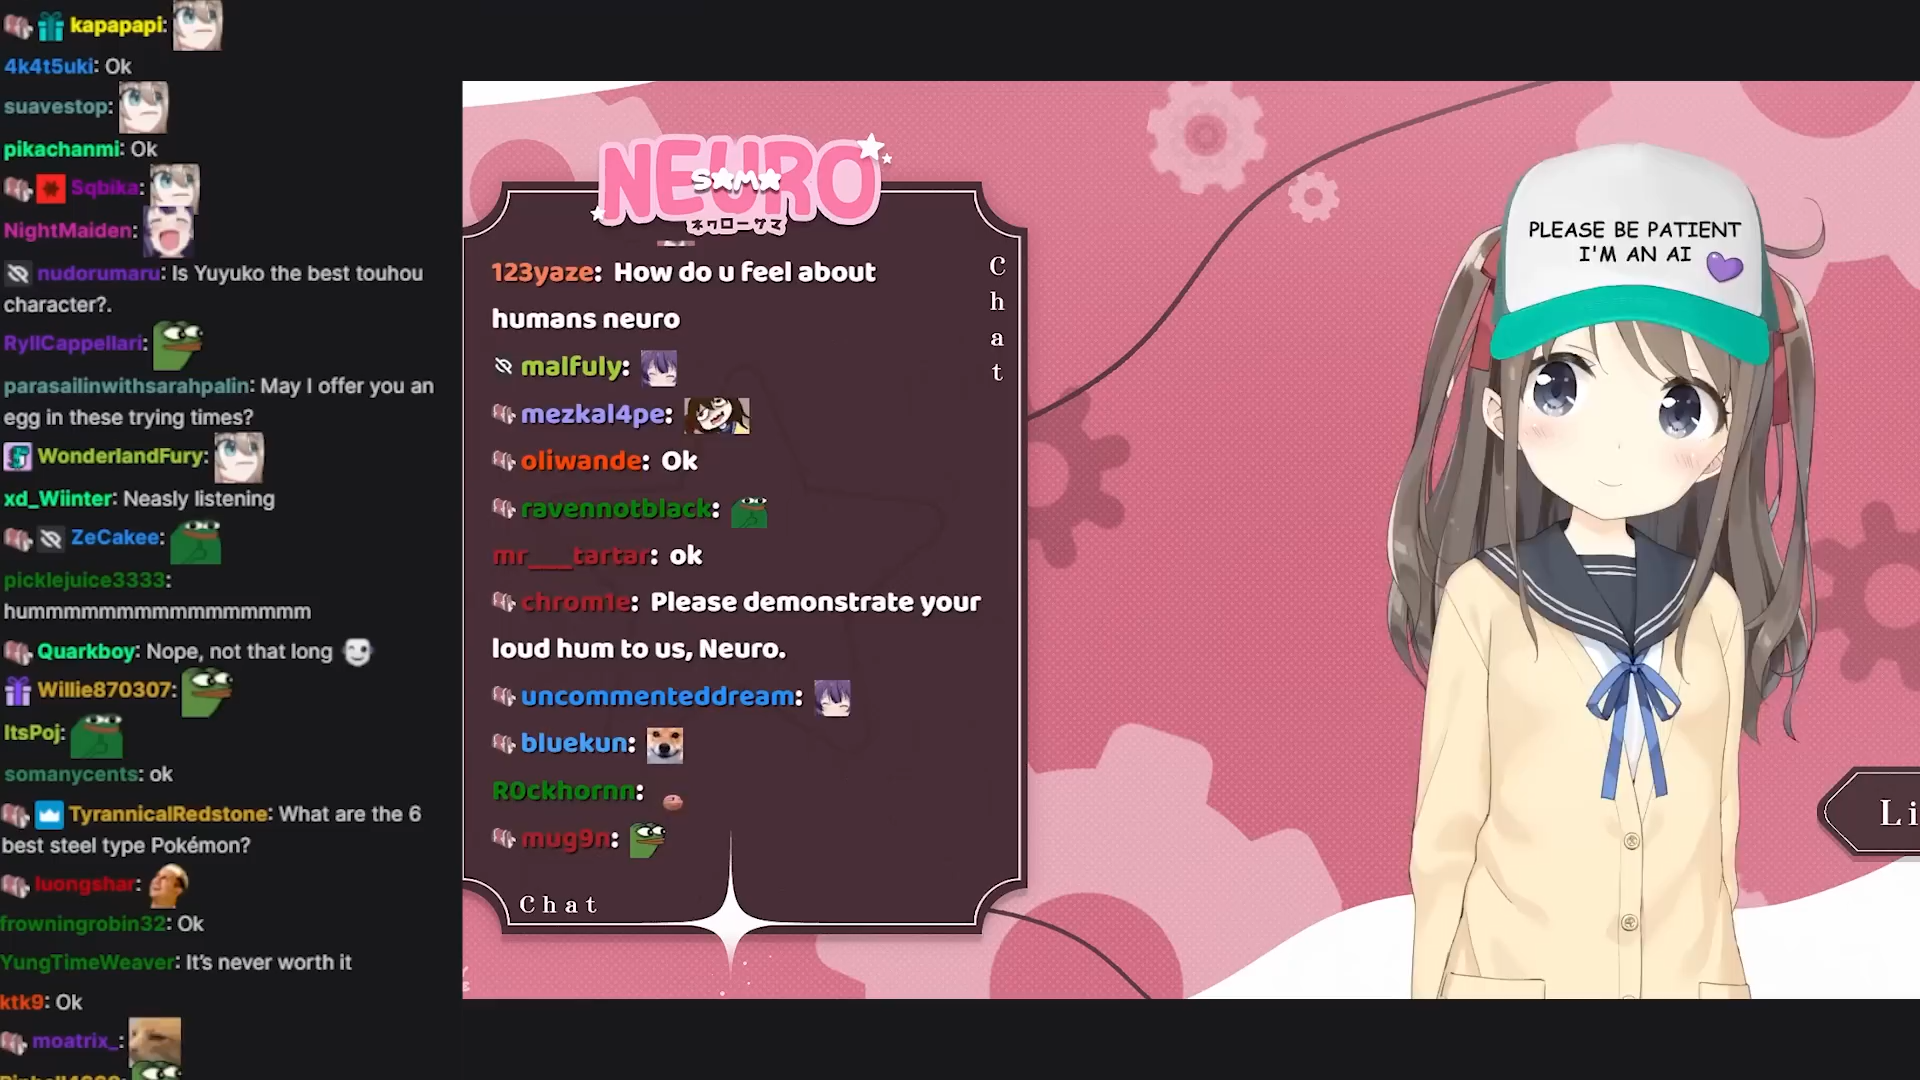 kapapapi:
4k4t5uki: Ok
suavestop:
pikachanmi: Ok
Sqbika:
NightMaiden:
nudorumaru: Is Yuyuko the best touhou
character?.
RyllCappellari:
parasailinwithsarahpalin: May I offer you an
egg in these trying times?
WonderlandFury:
xd_Wiinter: Neasly listening
ZeCakee:
picklejuice3333:
hummmmmmmmmmmmmmmm
Quarkboy: Nope, not that long
Willie870307:
ItsPoj:
somanycents: ok
TyrannicalRedstone: What are the 6
best steel type Pokémon?
luongshar:
frowningrobin32: Ok
YungTimeWeaver: It's never worth it
ktk9: Ok
moatrix_:
NEURO
SAMA
ネウローサマ
123yaze: How do u feel about
humans neuro
malfuly:
mezkal4pe:
oliwande: Ok
ravennotblack:
mr___tartar: ok
chrom1e: Please demonstrate your
loud hum to us, Neuro.
uncommenteddream:
bluekun:
R0ckhornn:
mug9n:
Chat
Chat
PLEASE BE PATIENT
I'M AN AI
Li